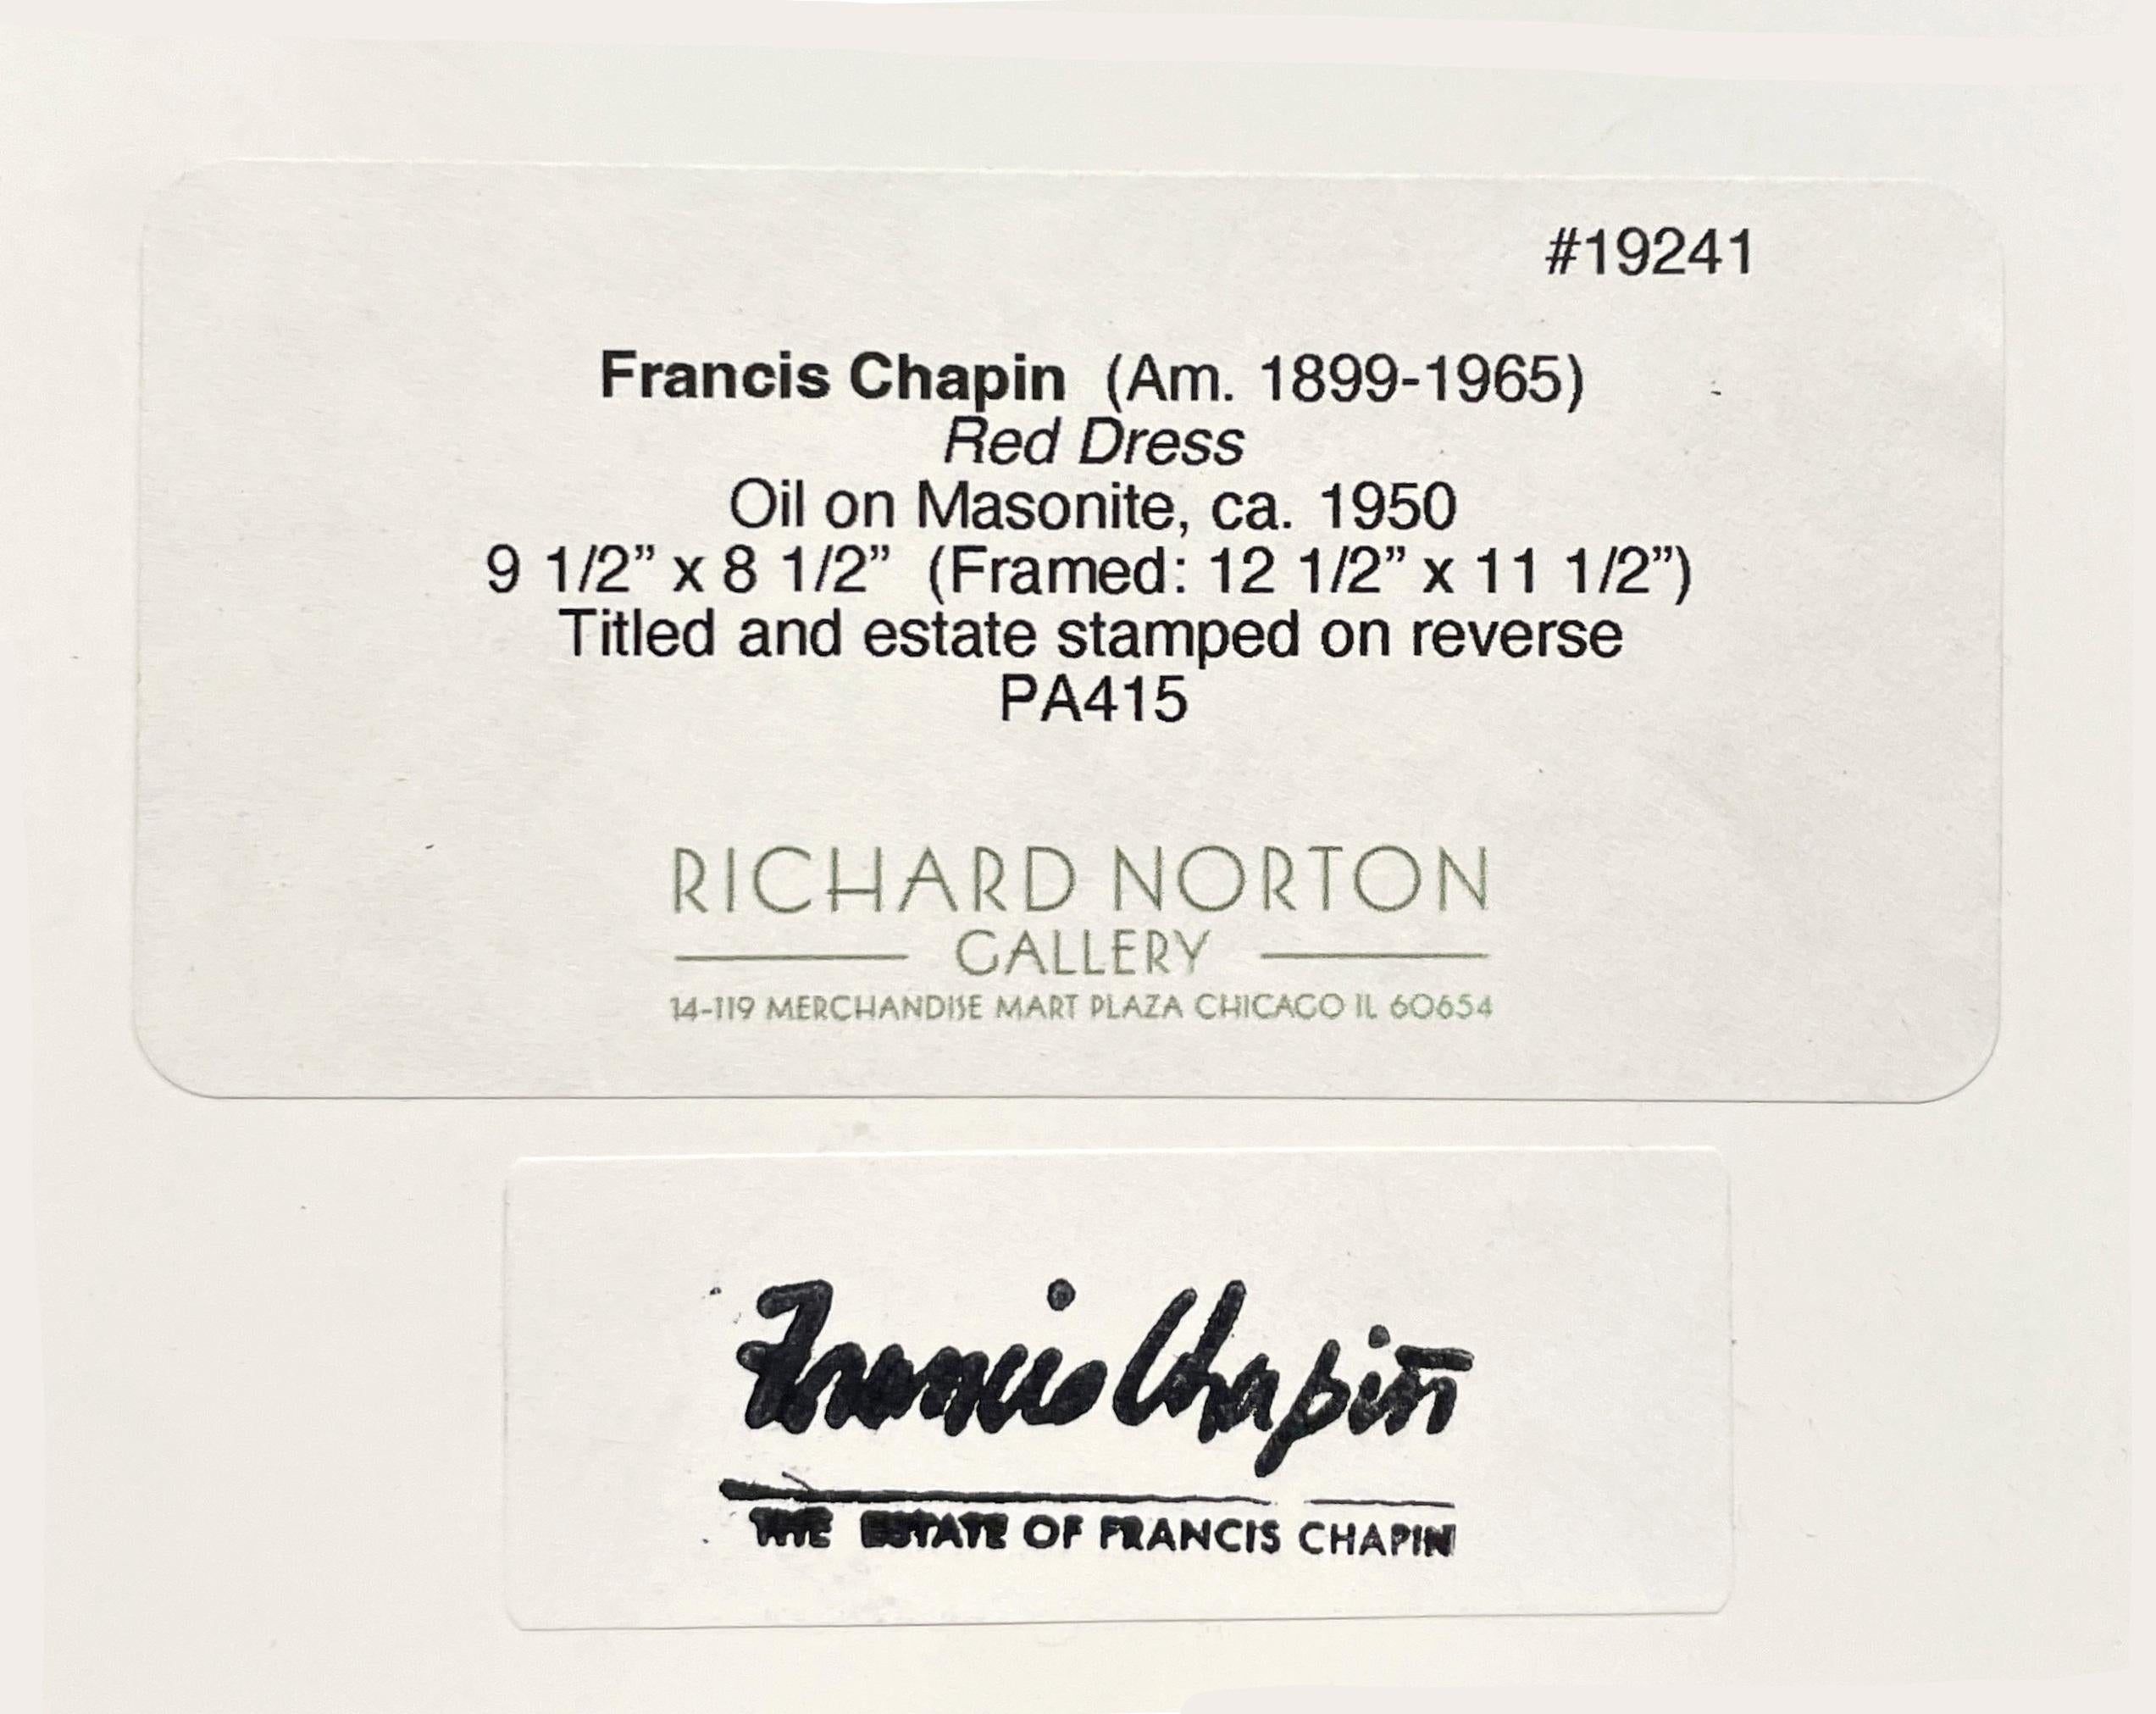 #19241
Francis Chapin (Am. 1899-1965)
Red Dress
Oil on Masonite, ca. 1950
9 1/2” x 8 1/2” (Framed: 12 1/2” x 11 1/2”)
Titled and estate stamped on reverse
PA415
RICHARD NORTON
GALLERY
14-119 MERCHANDISE MART PLAZA CHICAGO IL 60654
Francis Chapin
THE ESTATE OF FRANCIS CHAPIN